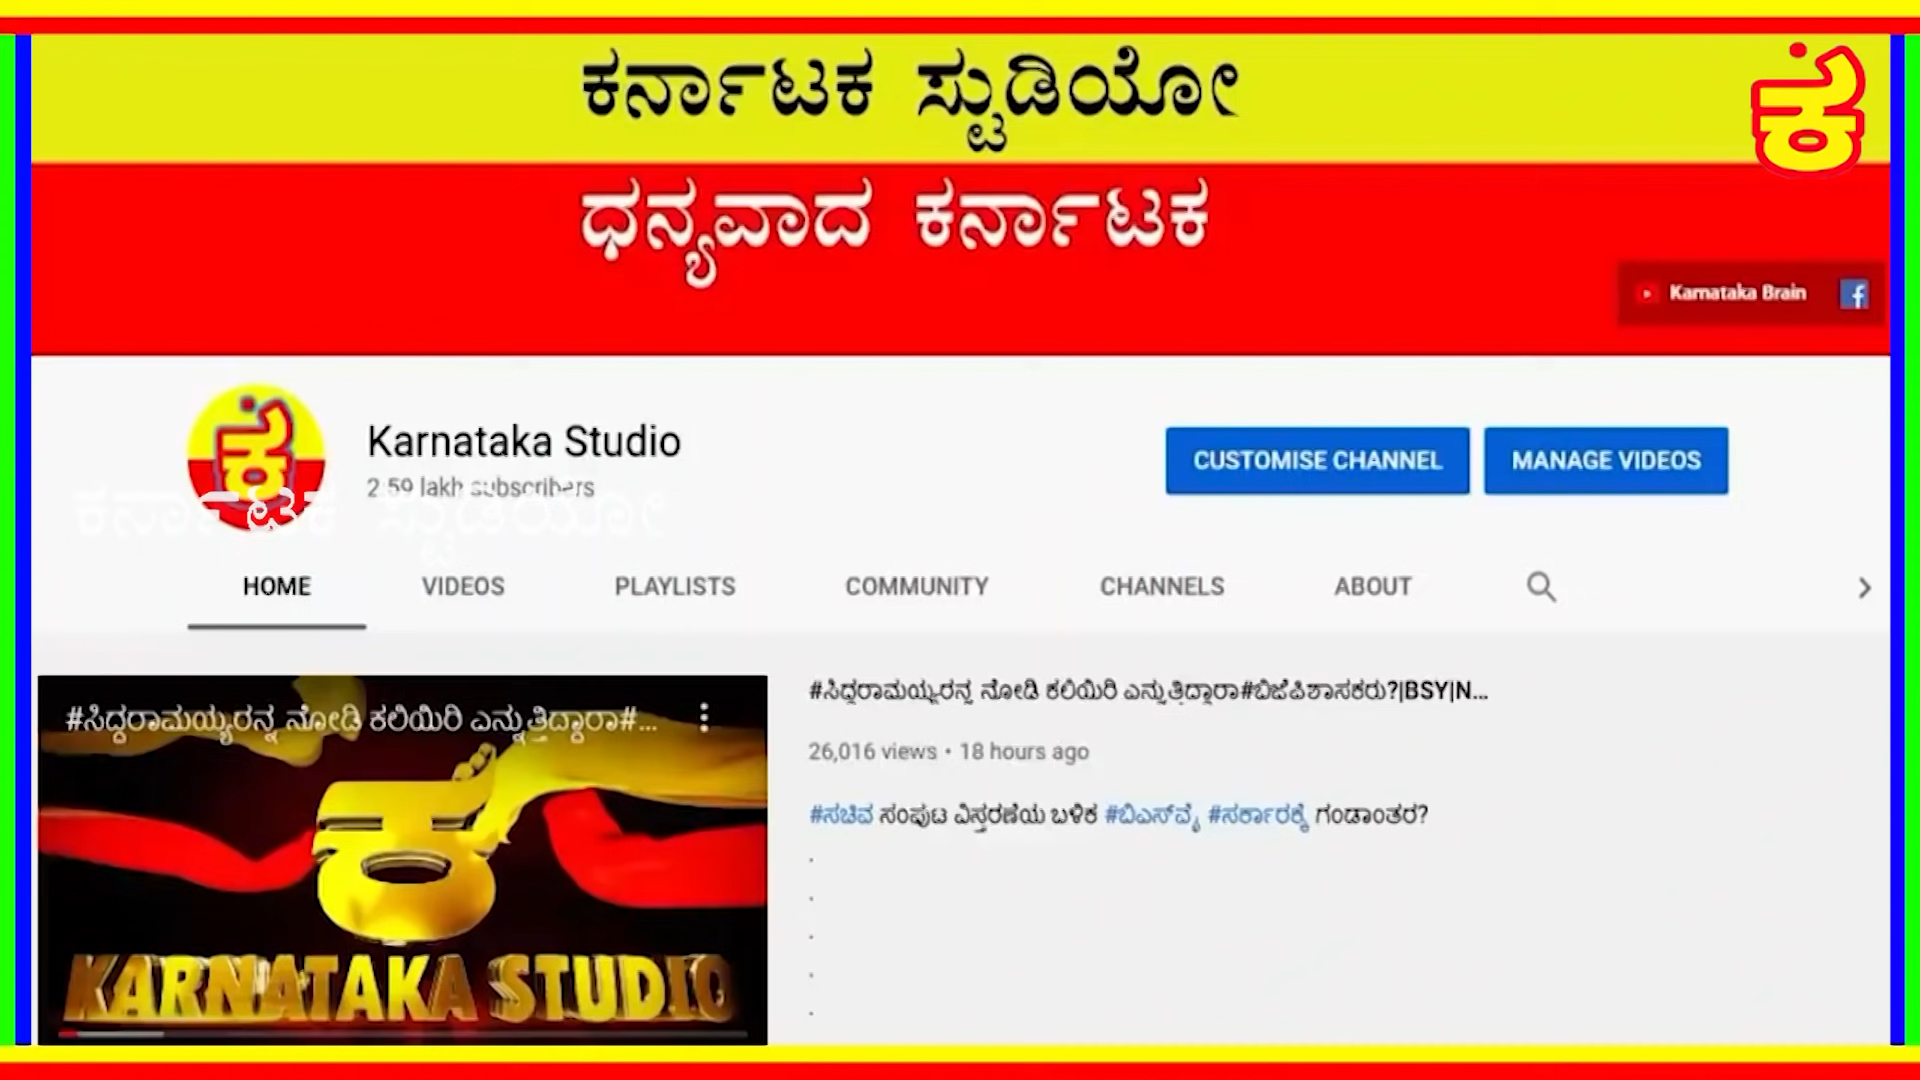 ಕರ್ನಾಟಕ ಸ್ಟುಡಿಯೋ
ಕ
ಧನ್ಯವಾದ ಕರ್ನಾಟಕ
Karnataka Brain
Karnataka Studio
CUSTOMISE CHANNEL
MANAGE VIDEOS
2.59 lakh subscribers
ಕರ್ನಾಟಕ ಸ್ಟುಡಿಯೋ
HOME
VIDEOS
PLAYLISTS
COMMUNITY
CHANNELS
ABOUT
#ಸಿದ್ದರಾಮಯ್ಯರನ್ನ ನೋಡಿ ಕಲಿಯಿರಿ ಎನ್ನುತ್ತಿದ್ದಾರಾ#ಬಿಜೆಪಿಶಾಸಕರು?|BSY|N...
#ಸಿದ್ದರಾಮಯ್ಯರನ್ನ ನೋಡಿ ಕಲಿಯಿರಿ ಎನ್ನುತ್ತಿದ್ದಾರಾ#...
26,016 views • 18 hours ago
#ಸಚಿವ ಸಂಪುಟ ವಿಸ್ತರಣೆಯ ಬಳಿಕ #ಬಿಎಸ್‌ವೈ #ಸರ್ಕಾರಕ್ಕೆ ಗಂಡಾಂತರ?
.
.
.
.
.
KARNATAKA STUDIO